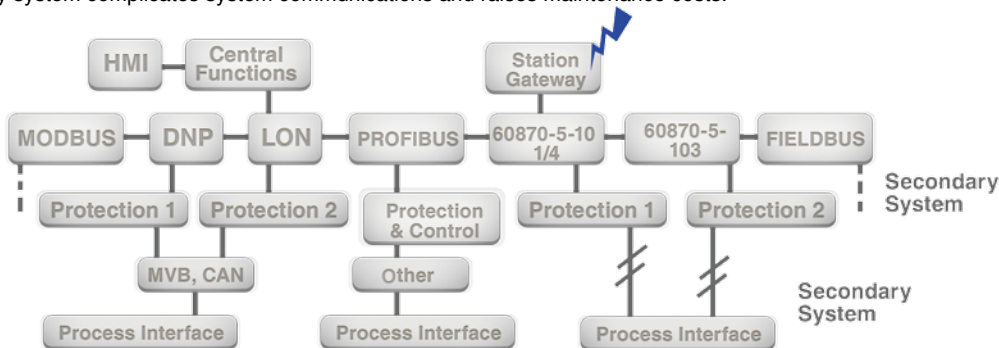 y system complicates system communications and raises maintenance costs.
HMI
Central
Functions
Station
Gateway
MODBUS
DNP
LON
PROFIBUS
60870-5-10
1/4
60870-5-
103
FIELDBUS
Secondary
System
Protection 1
Protection 2
Protection
& Control
Protection 1
Protection 2
MVB, CAN
Other
Secondary
System
Process Interface
Process Interface
Process Interface